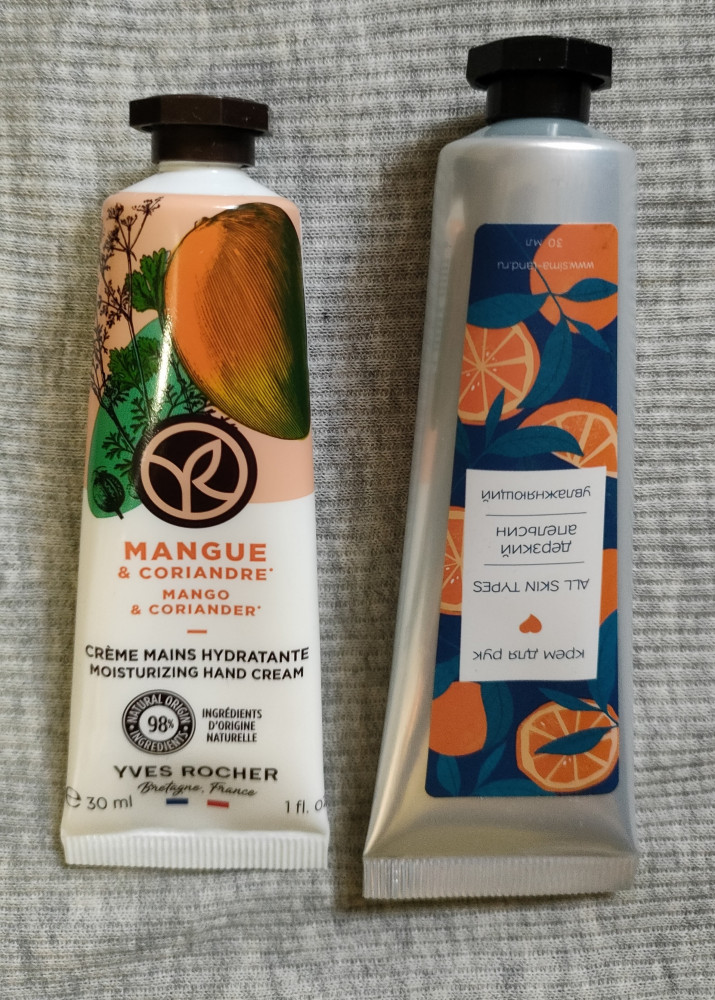 MANGUE
& CORIANDRE*
MANGO
& CORIANDER*
CRÈME MAINS HYDRATANTE
MOISTURIZING HAND CREAM
NATURAL ORIGIN
98%
INGREDIENTS
INGRÉDIENTS
D'ORIGINE
NATURELLE
YVES ROCHER
Bretagne, France
e 30 ml
1 fl.
крем для рук
ALL SKIN TYPES
дерзкий
апельсин
увлажняющий
www.sima-land.ru
30 мл